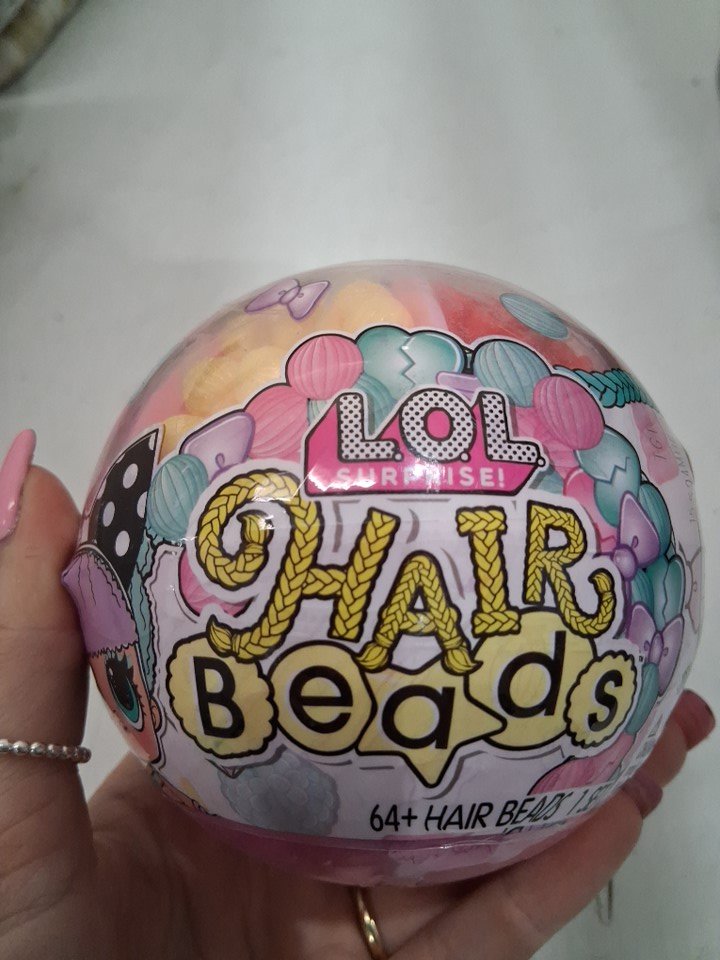 L.O.L.
SURPRISE!
HAIR
Beads
64+ HAIR BEADS